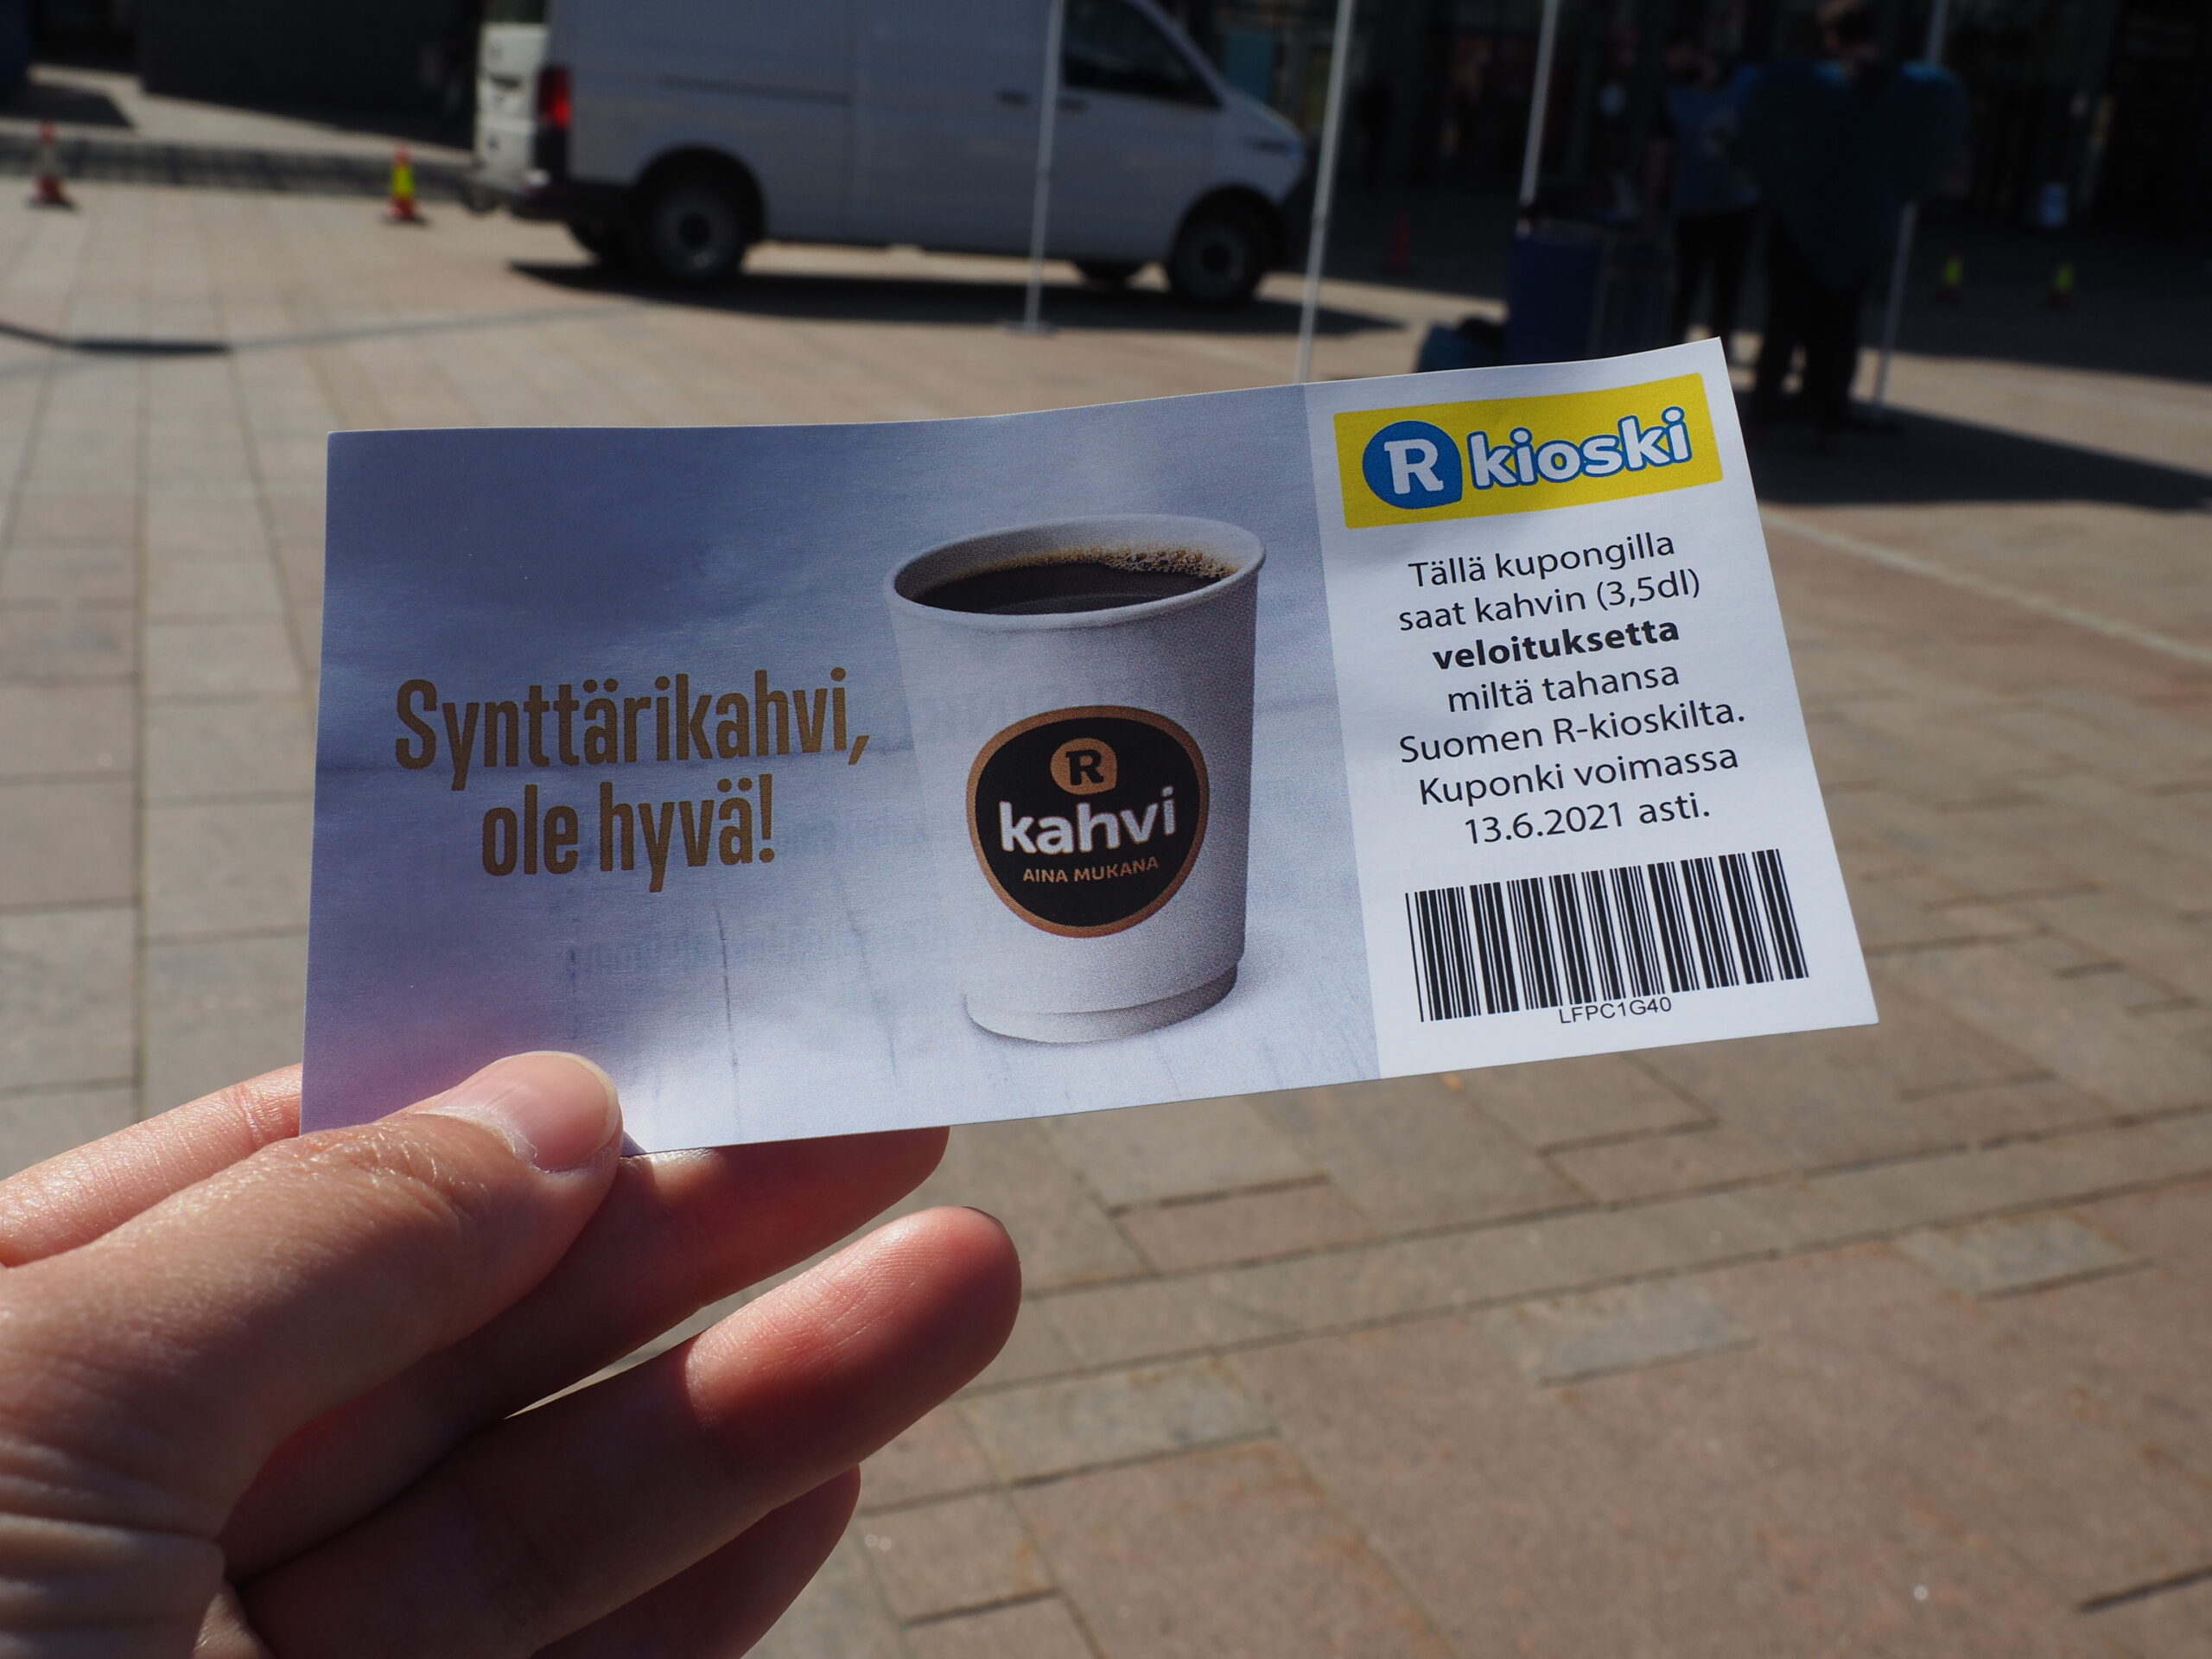 Synttärikahvi,
ole hyvä!
R
kahvi
AINA MUKANA
R kioski
Tällä kupongilla
saat kahvin (3,5dl)
veloituksetta
miltä tahansa
Suomen R-kioskilta.
Kuponki voimassa
13.6.2021 asti.
LFPC1G40